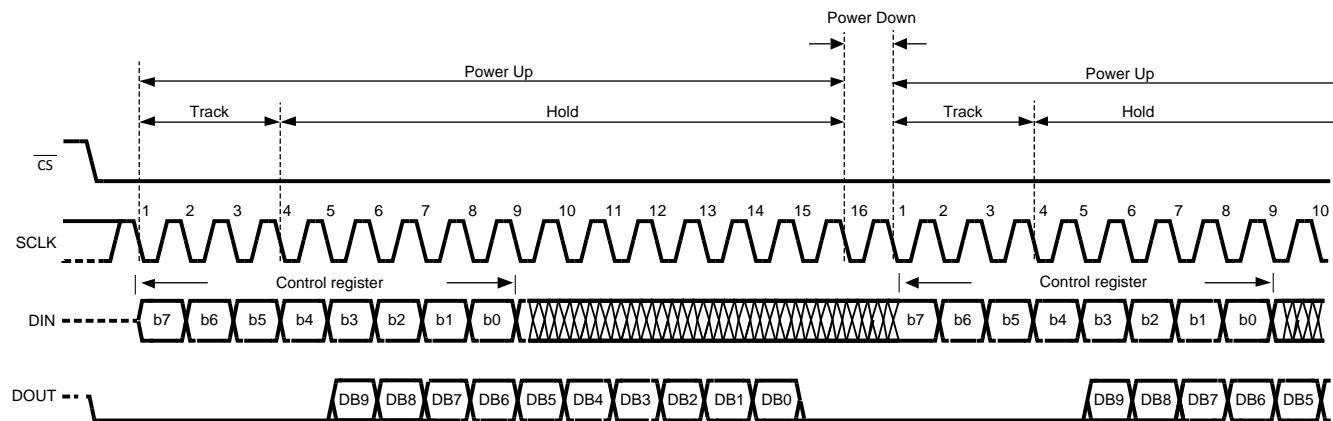 Power Down
Power Up
Power Up
Track
Hold
Track
Hold
CS
1 2 3 4 5 6 7 8 9 10 11 12 13 14 15 16 1 2 3 4 5 6 7 8 9 10
SCLK
Control register
Control register
DIN
b7 b6 b5 b4 b3 b2 b1 b0 b7 b6 b5 b4 b3 b2 b1 b0
DOUT
DB9 DB8 DB7 DB6 DB5 DB4 DB3 DB2 DB1 DB0 DB9 DB8 DB7 DB6 DB5